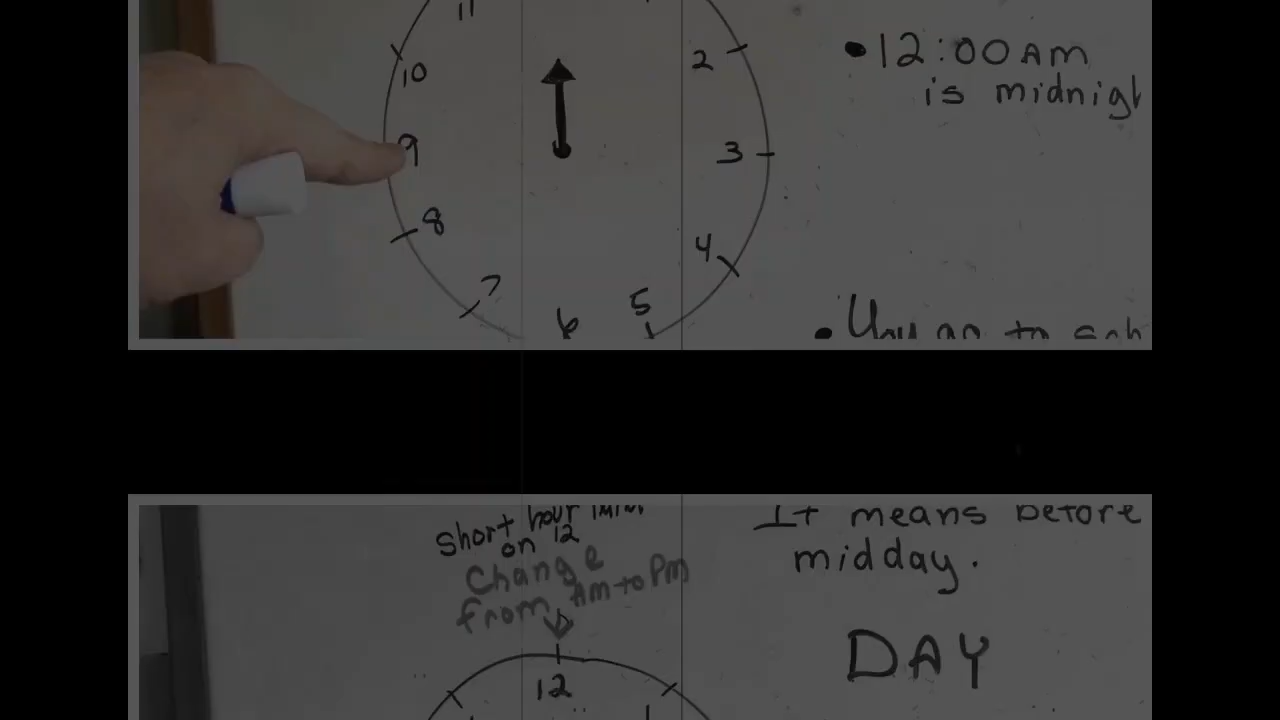 11
10
2
• 12:00 AM
is midnigh
9
3
8
4
7
5
6
Short hour
on 12
Change
from AM to PM
It means before
midday.
DAY
12